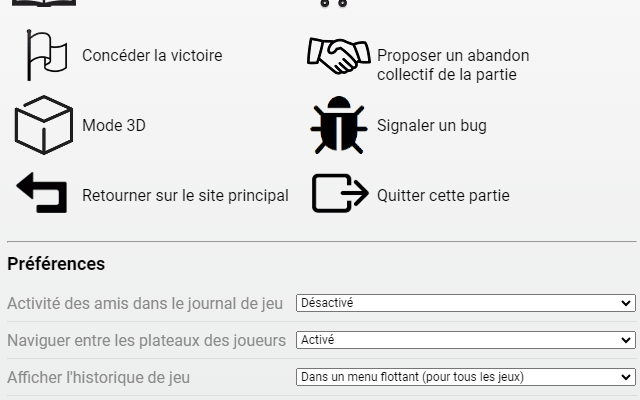 Concéder la victoire
Proposer un abandon
collectif de la partie
Mode 3D
Signaler un bug
Retourner sur le site principal
Quitter cette partie
Préférences
Activité des amis dans le journal de jeu
Désactivé
Naviguer entre les plateaux des joueurs
Activé
Afficher l'historique de jeu
Dans un menu flottant (pour tous les jeux)